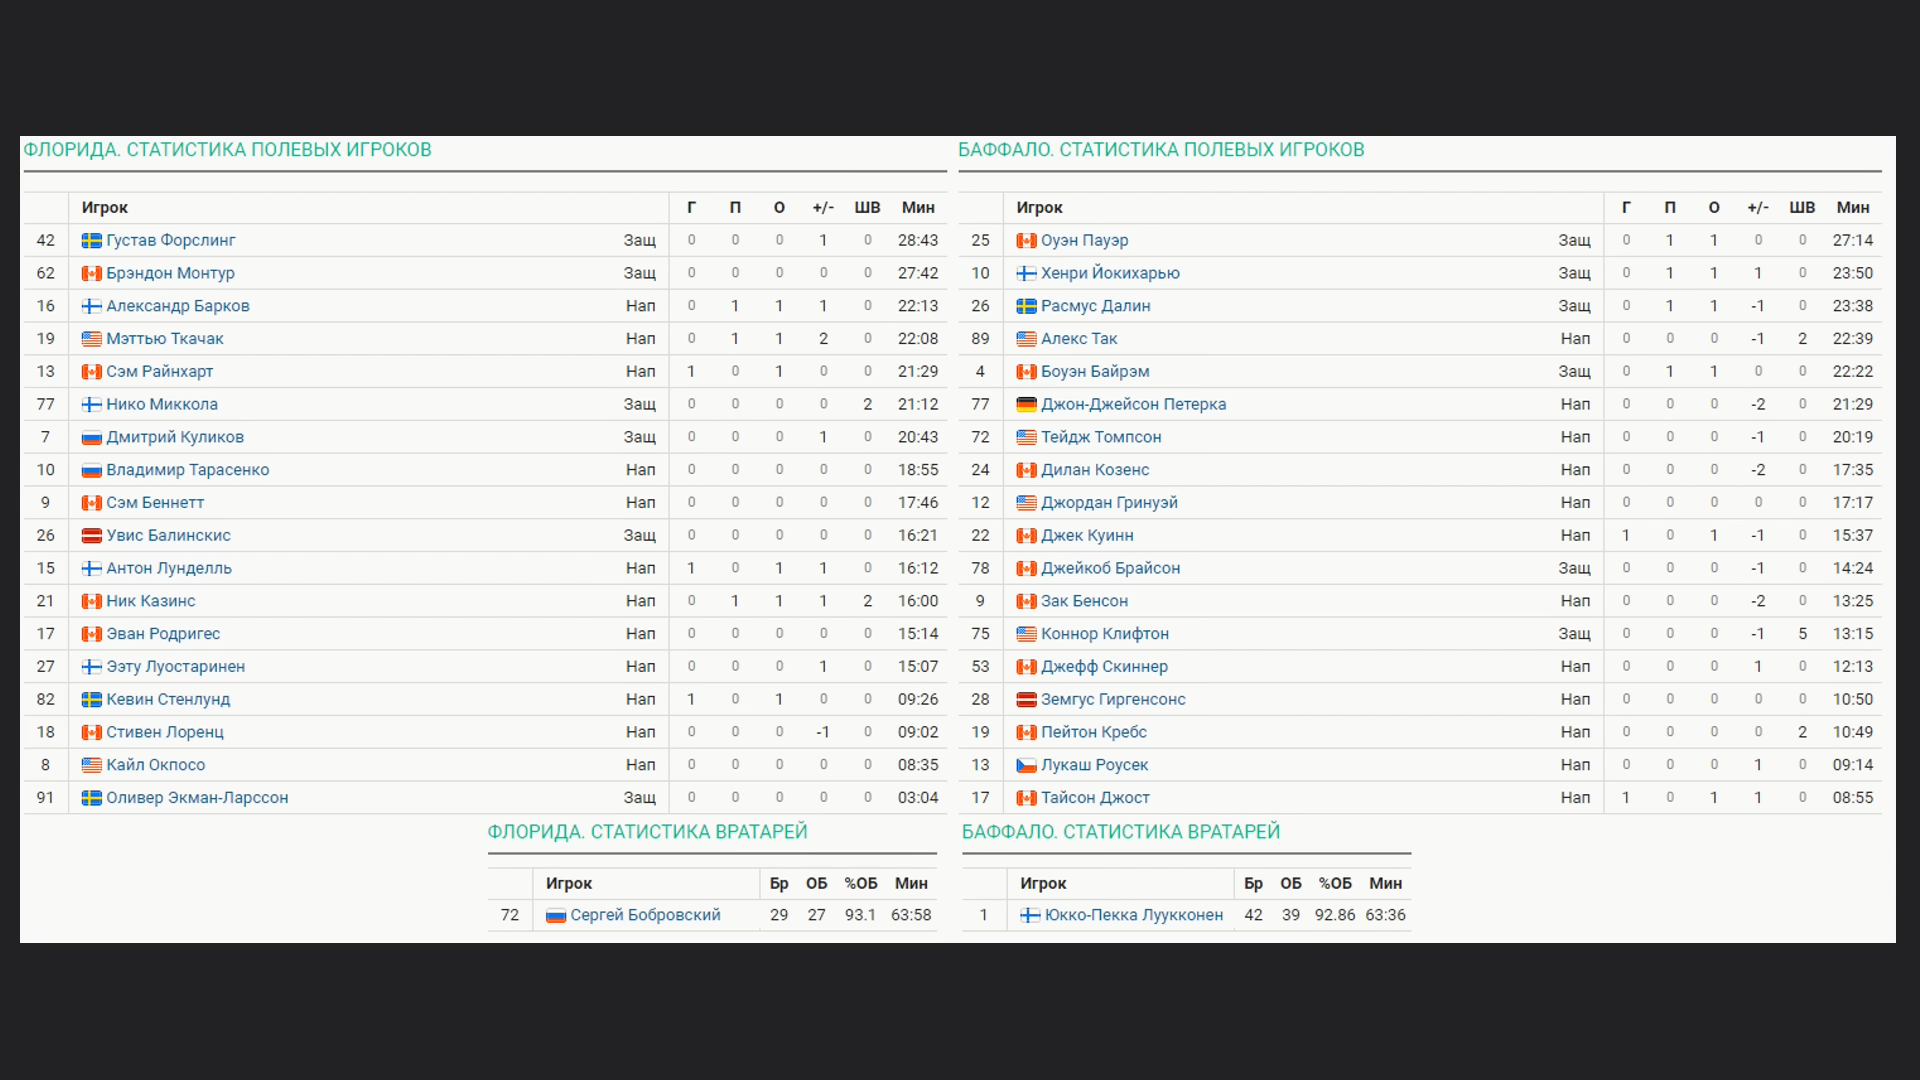 ФЛОРИДА. СТАТИСТИКА ПОЛЕВЫХ ИГРОКОВ
Игрок Г П О +/- ШВ Мин
42 Густав Форслинг Защ 0 0 0 1 0 28:43
62 Брэндон Монтур Защ 0 0 0 0 0 27:42
16 Александр Барков Нап 0 1 1 1 0 22:13
19 Мэттью Ткачак Нап 0 1 1 2 0 22:08
13 Сэм Райнхарт Нап 1 0 1 0 0 21:29
77 Нико Миккола Защ 0 0 0 0 2 21:12
7 Дмитрий Куликов Защ 0 0 0 1 0 20:43
10 Владимир Тарасенко Нап 0 0 0 0 0 18:55
9 Сэм Беннетт Нап 0 0 0 0 0 17:46
26 Увис Балинскис Защ 0 0 0 0 0 16:21
15 Антон Лунделль Нап 1 0 1 1 0 16:12
21 Ник Казинс Нап 0 1 1 1 2 16:00
17 Эван Родригес Нап 0 0 0 0 0 15:14
27 Ээту Луостаринен Нап 0 0 0 1 0 15:07
82 Кевин Стенлунд Нап 1 0 1 0 0 09:26
18 Стивен Лоренц Нап 0 0 0 -1 0 09:02
8 Кайл Окпосо Нап 0 0 0 0 0 08:35
91 Оливер Экман-Ларссон Защ 0 0 0 0 0 03:04
БАФФАЛО. СТАТИСТИКА ПОЛЕВЫХ ИГРОКОВ
Игрок Г П О +/- ШВ Мин
25 Оуэн Пауэр Защ 0 1 1 0 0 27:14
10 Хенри Йокихарью Защ 0 1 1 1 0 23:50
26 Расмус Далин Защ 0 1 1 -1 0 23:38
89 Алекс Так Нап 0 0 0 -1 2 22:39
4 Боуэн Байрэм Защ 0 1 1 0 0 22:22
77 Джон-Джейсон Петерка Нап 0 0 0 -2 0 21:29
72 Тейдж Томпсон Нап 0 0 0 -1 0 20:19
24 Дилан Козенс Нап 0 0 0 -2 0 17:35
12 Джордан Гринуэй Нап 0 0 0 0 0 17:17
22 Джек Куинн Нап 1 0 1 -1 0 15:37
78 Джейкоб Брайсон Защ 0 0 0 -1 0 14:24
9 Зак Бенсон Нап 0 0 0 -2 0 13:25
75 Коннор Клифтон Защ 0 0 0 -1 5 13:15
53 Джефф Скиннер Нап 0 0 0 1 0 12:13
28 Земгус Гиргенсонс Нап 0 0 0 0 0 10:50
19 Пейтон Кребс Нап 0 0 0 0 2 10:49
13 Лукаш Роусек Нап 0 0 0 1 0 09:14
17 Тайсон Джост Нап 1 0 1 1 0 08:55
ФЛОРИДА. СТАТИСТИКА ВРАТАРЕЙ
Игрок Бр ОБ %ОБ Мин
72 Сергей Бобровский 29 27 93.1 63:58
БАФФАЛО. СТАТИСТИКА ВРАТАРЕЙ
Игрок Бр ОБ %ОБ Мин
1 Юкко-Пекка Луукконен 42 39 92.86 63:36